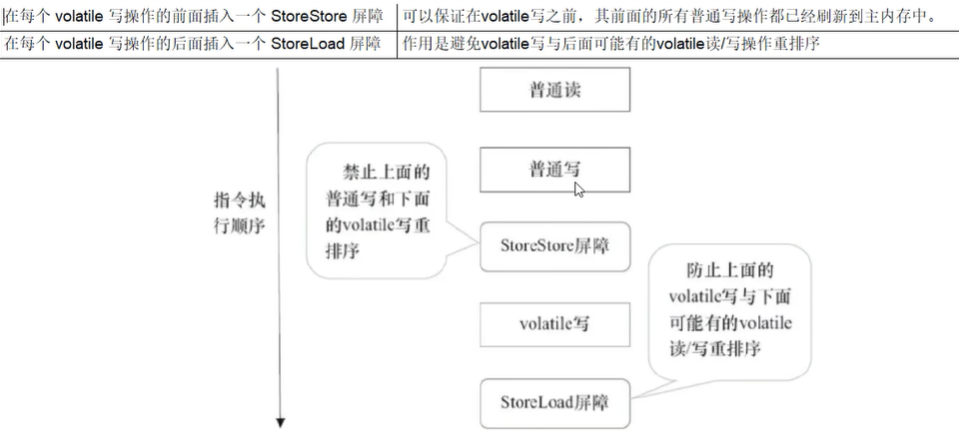 在每个 volatile 写操作的前面插入一个 StoreStore 屏障
可以保证在volatile写之前，其前面的所有普通写操作都已经刷新到主内存中。
在每个 volatile 写操作的后面插入一个 StoreLoad 屏障
作用是避免volatile写与后面可能有的volatile读/写操作重排序
普通读
禁止上面的
普通写和下面
的volatile写重
排序
普通写
指令执
行顺序
StoreStore屏障
防止上面的
volatile写与下面
可能有的volatile
读/写重排序
volatile写
StoreLoad屏障